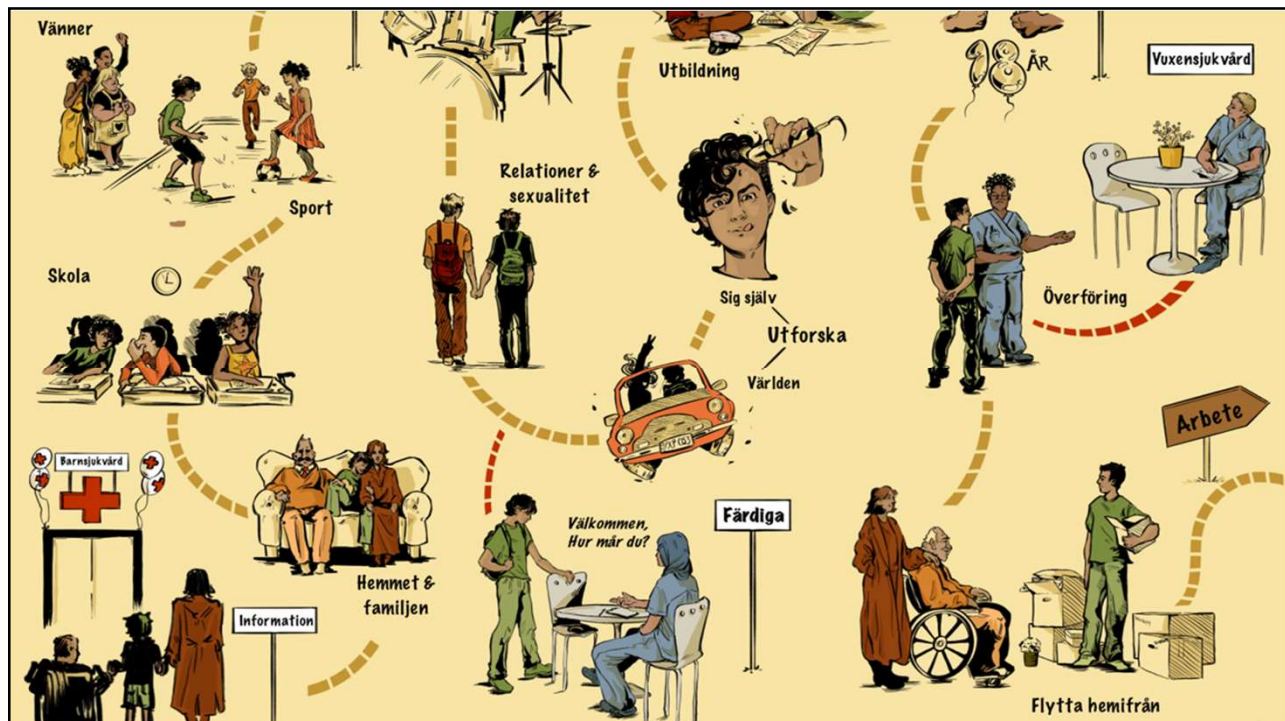 Vänner
Utbildning
18 ÅR
Vuxensjukvård
Sport
Relationer &
sexualitet
Skola
Sig själv
Utforska
Världen
Överföring
Arbete
Barnsjukvård
Hemmet &
familjen
Information
Välkommen,
Hur mår du?
Färdiga
Flytta hemifrån